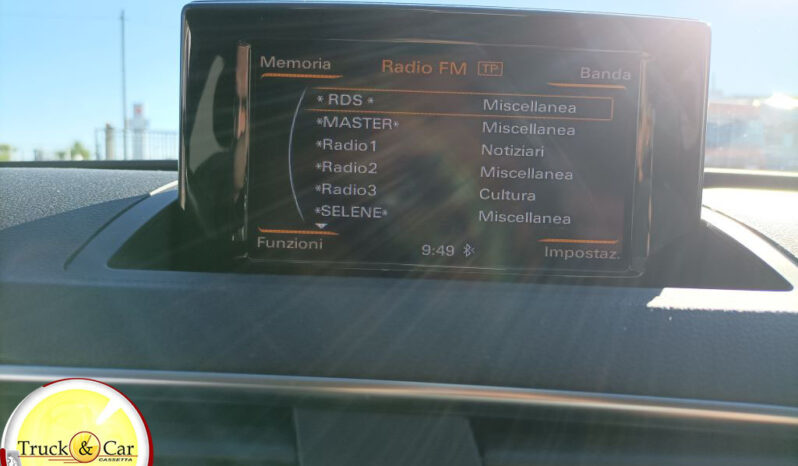 Memoria Radio FM TP Banda
*RDS * Miscellanea
*MASTER* Miscellanea
*Radio1 Notiziari
*Radio2 Miscellanea
*Radio3 Cultura
*SELENE* Miscellanea
Funzioni 9:49 Impostaz.
Truck & Car
CASSETTA